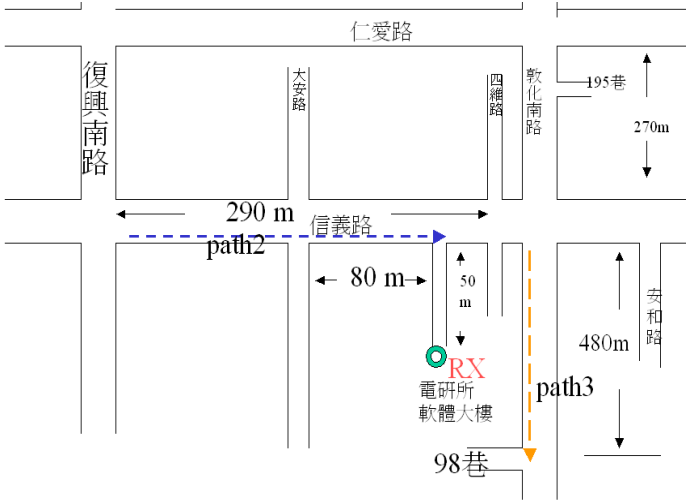 仁愛路
復興南路
大安路
四維路
敦化南路
195巷
270m
290 m
信義路
path2
80 m
50
m
安和路
480m
RX
電研所
軟體大樓
path3
98巷